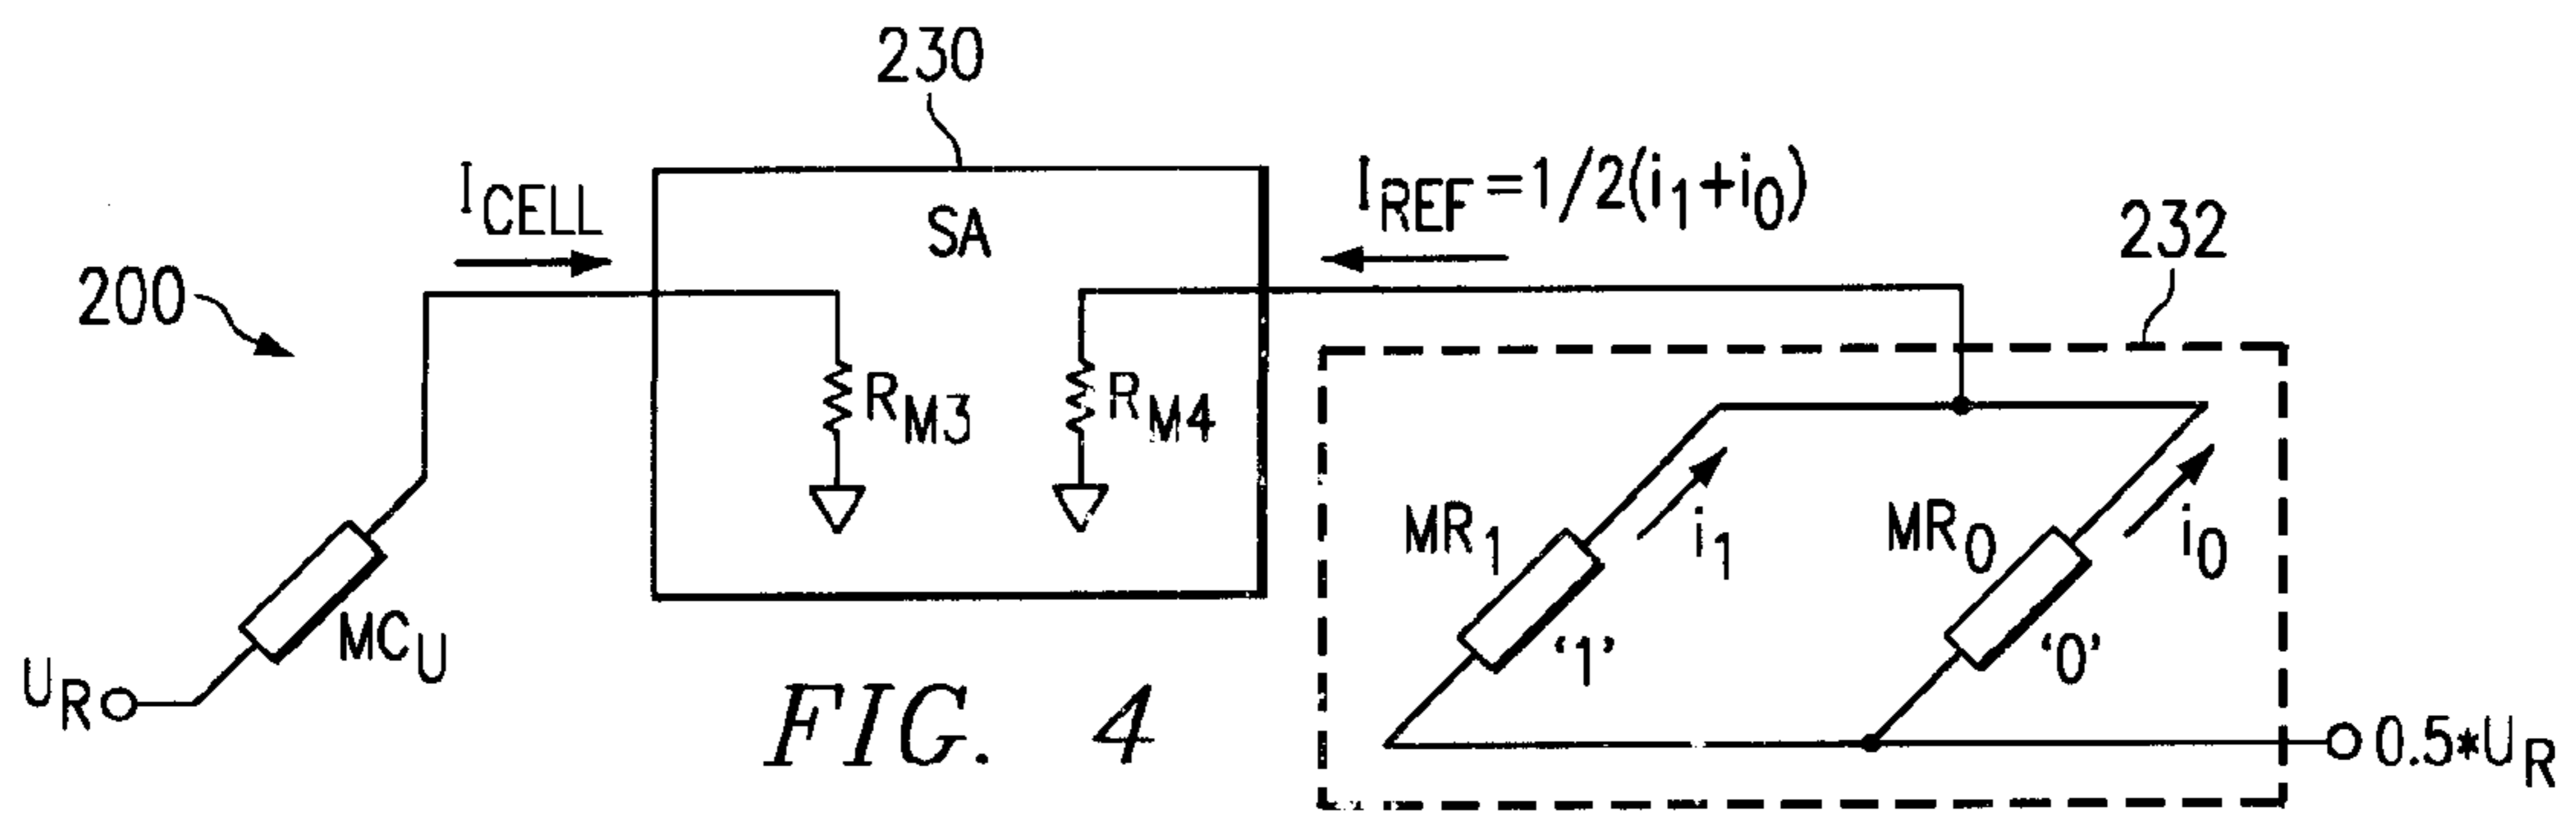 230
I_CELL
SA
I_REF=1/2(i_1+i_0)
232
200
R_M3
R_M4
MR_1
i_1
MR_0
i_0
MC_U
'1'
'0'
U_R
FIG. 4
0.5*U_R